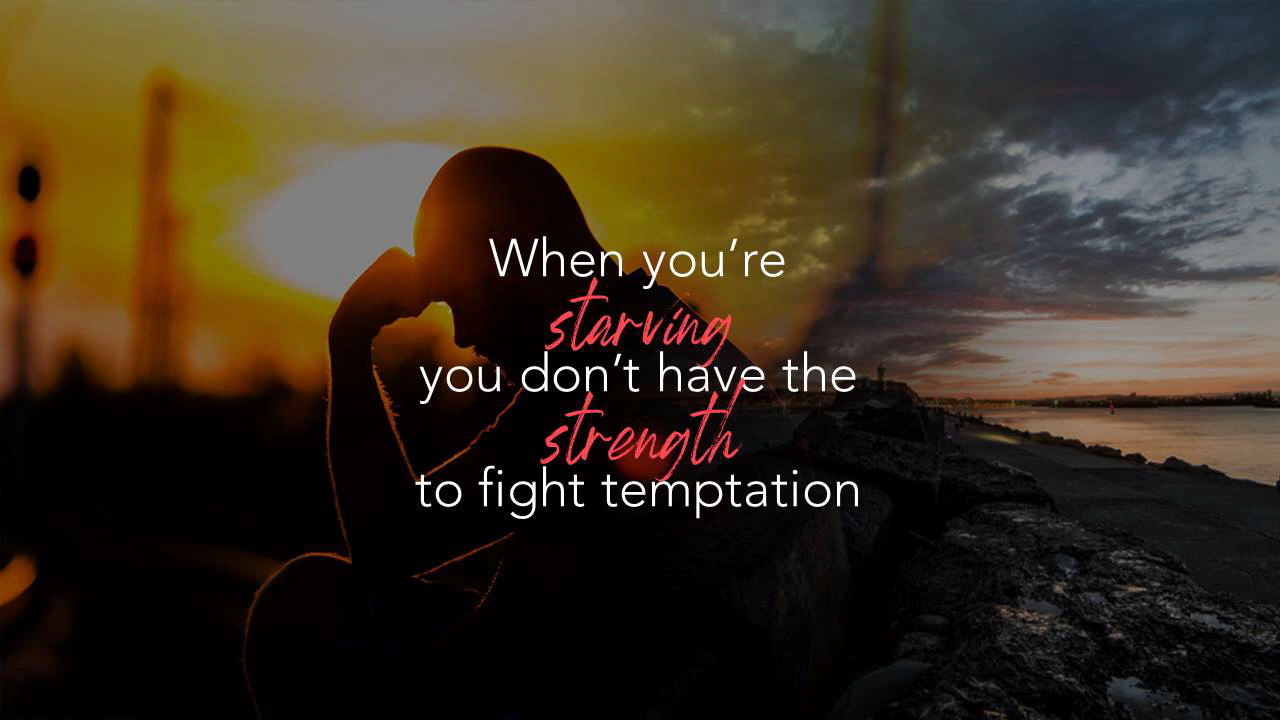 When you’re
starving
you don’t have the
strength
to fight temptation